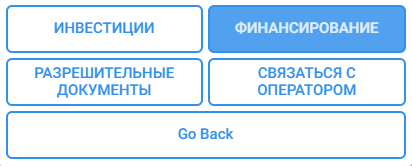 ИНВЕСТИЦИИ
ФИНАНСИРОВАНИЕ
РАЗРЕШИТЕЛЬНЫЕ
ДОКУМЕНТЫ
СВЯЗАТЬСЯ С
ОПЕРАТОРОМ
Go Back